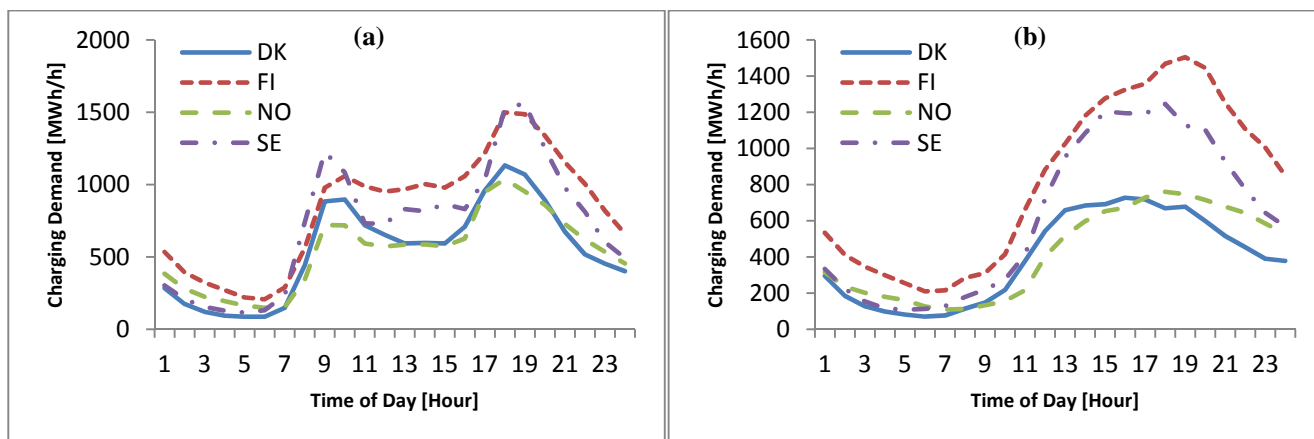 (a)
DK
FI
NO
SE
Charging Demand [MWh/h]
2000
1500
1000
500
0
1 3 5 7 9 11 13 15 17 19 21 23
Time of Day [Hour]
(b)
DK
FI
NO
SE
Charging Demand [MWh/h]
1600
1400
1200
1000
800
600
400
200
0
1 3 5 7 9 11 13 15 17 19 21 23
Time of Day [Hour]